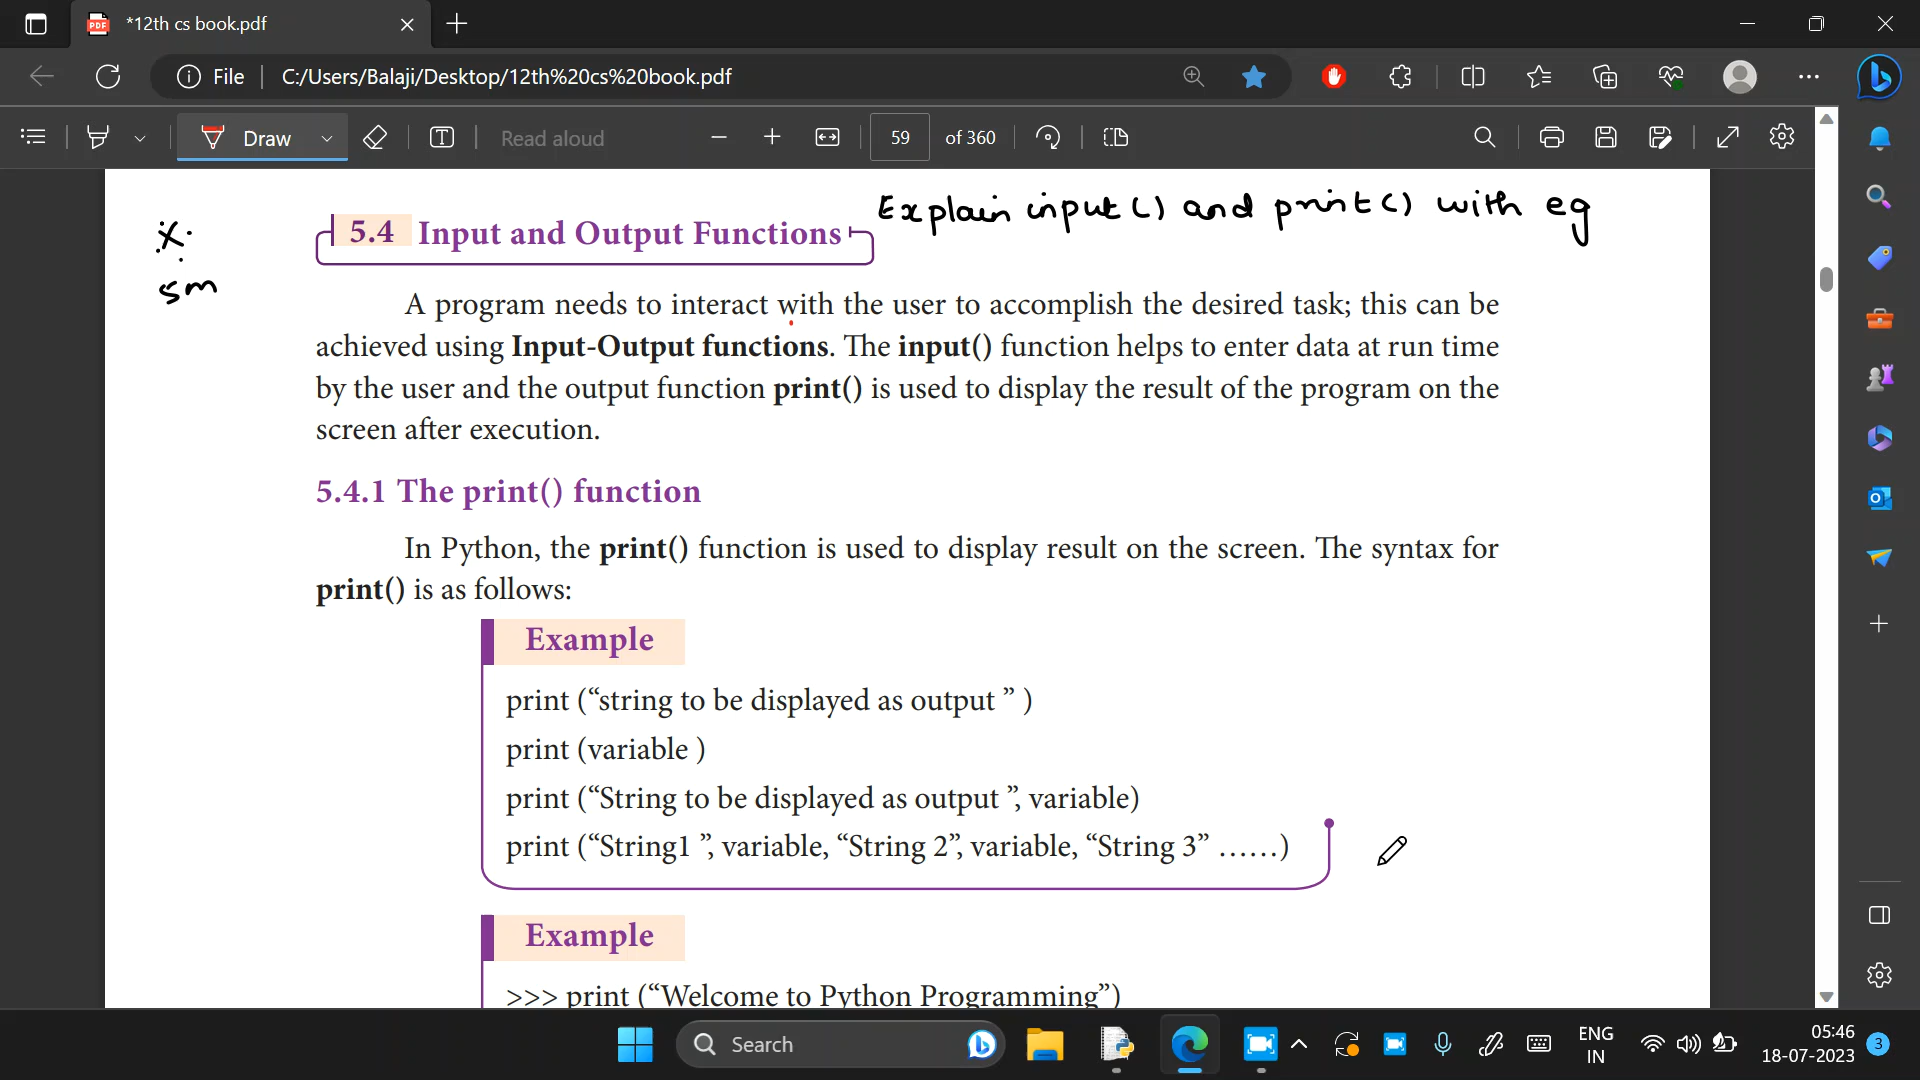 *12th cs book.pdf
File
C:/Users/Balaji/Desktop/12th%20cs%20book.pdf
Draw
Read aloud
59
of 360
Explain input() and print() with eg
5.4 Input and Output Functions
5m
A program needs to interact with the user to accomplish the desired task; this can be
achieved using Input-Output functions. The input() function helps to enter data at run time
by the user and the output function print() is used to display the result of the program on the
screen after execution.
5.4.1 The print() function
In Python, the print() function is used to display result on the screen. The syntax for
print() is as follows:
Example
print (“string to be displayed as output ” )
print (variable )
print (“String to be displayed as output ”, variable)
print (“String1 ”, variable, “String 2”, variable, “String 3” ……)
Example
>>> print (“Welcome to Python Programming”)
Search
ENG
IN
05:46
18-07-2023
3